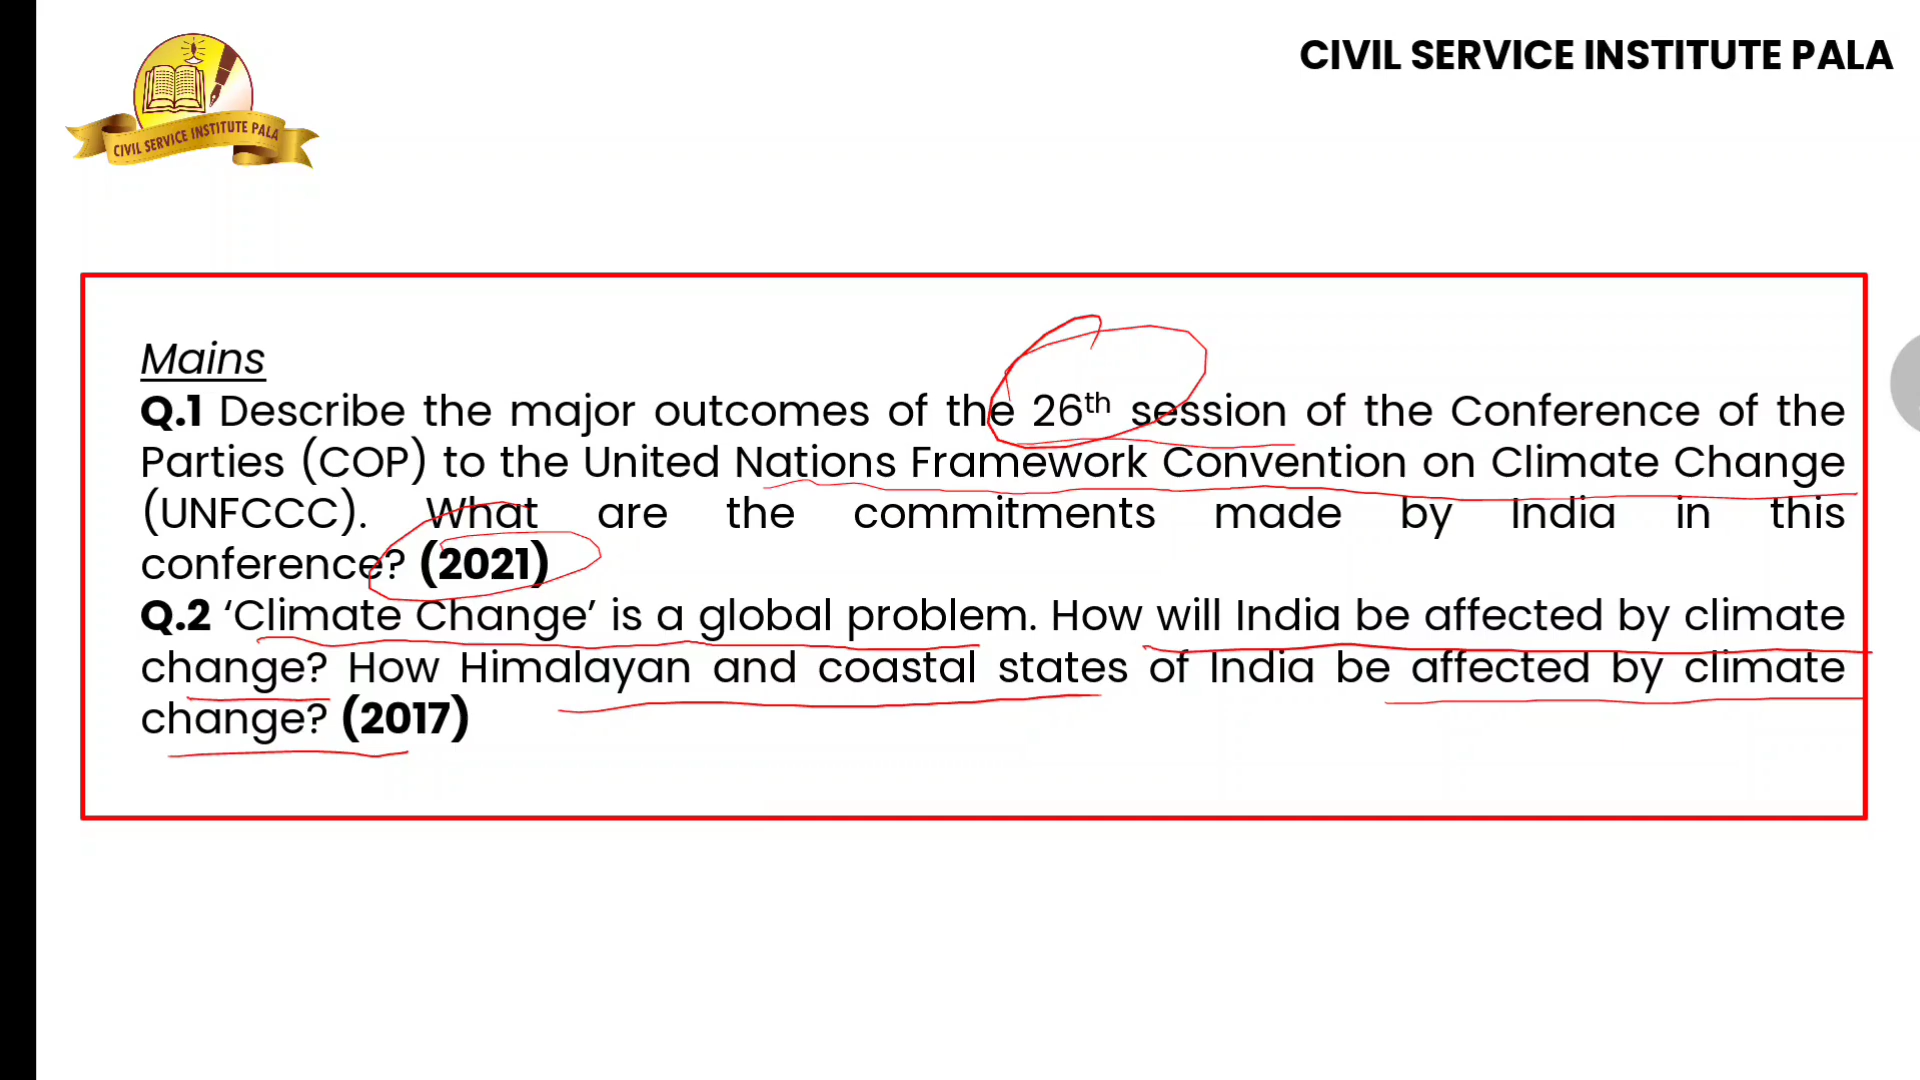 CIVIL SERVICE INSTITUTE PALA
CIVIL SERVICE INSTITUTE PALA
Mains
Q.1 Describe the major outcomes of the 26th session of the Conference of the
Parties (COP) to the United Nations Framework Convention on Climate Change
(UNFCCC). What are the commitments made by India in this
conference? (2021)
Q.2 ‘Climate Change’ is a global problem. How will India be affected by climate
change? How Himalayan and coastal states of India be affected by climate
change? (2017)